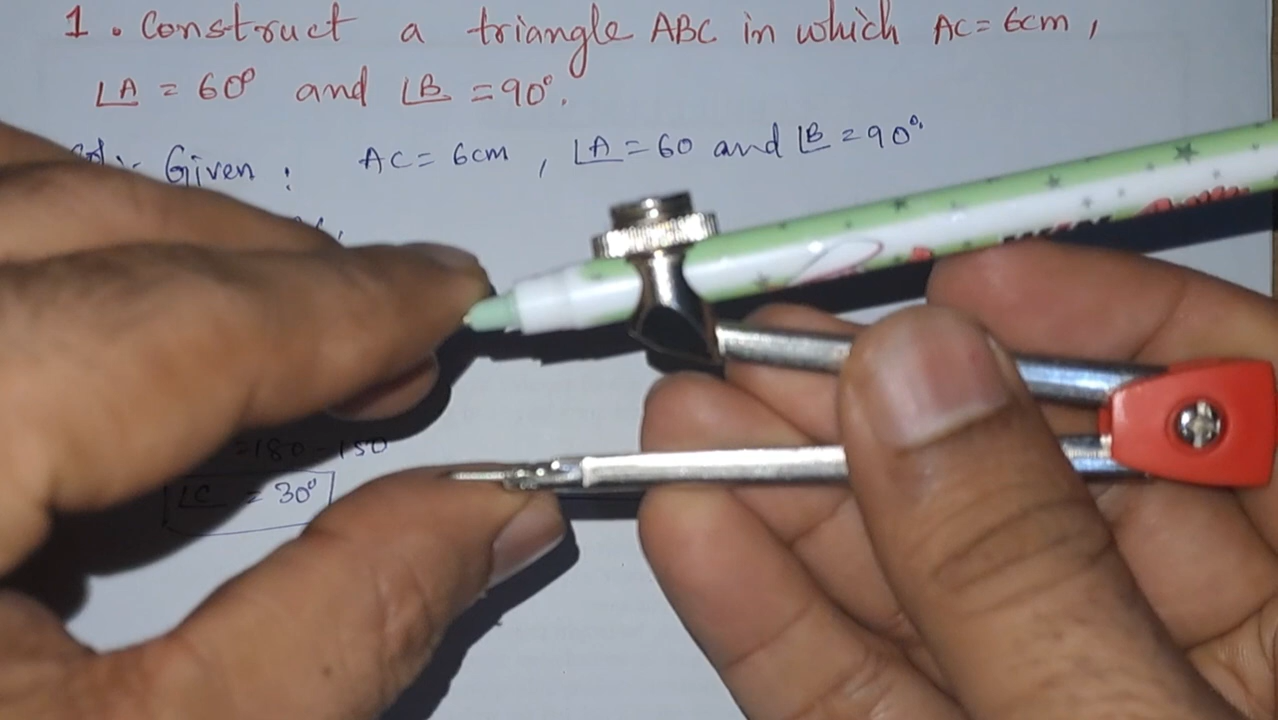 1. Construct a triangle ABC in which AC = 6cm,
∠A = 60° and ∠B = 90°.
Given : AC = 6cm, ∠A = 60 and ∠B = 90°
=180-150
∠C = 30°